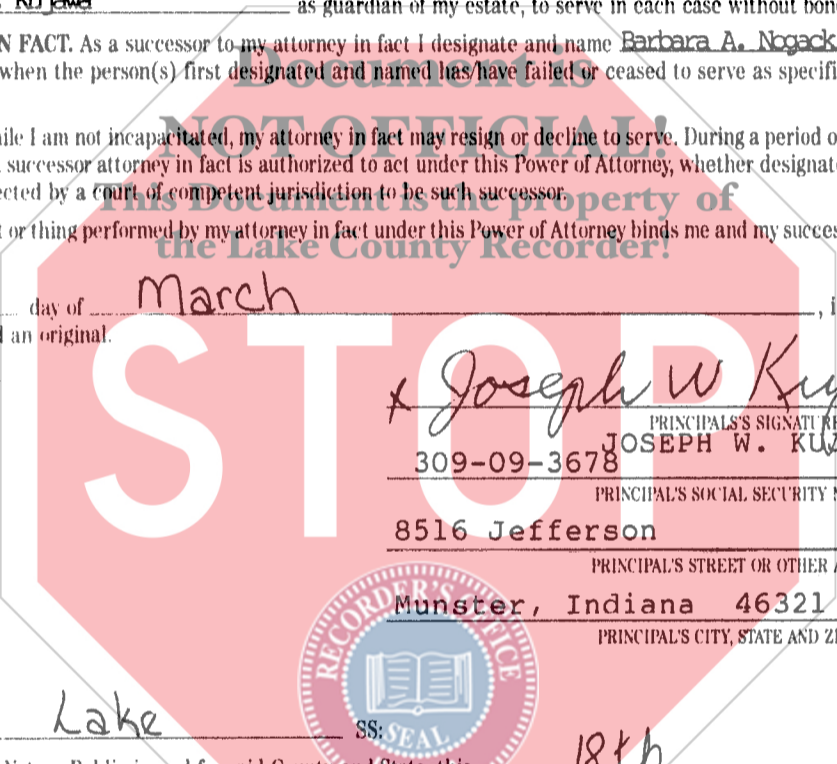 as guardian of my estate, to serve in each case without bon
N FACT. As a successor to my attorney in fact I designate and name Barbara A. Nogack
when the person(s) first designated and named has/have failed or ceased to serve as specifi
Document is
ile I am not incapacitated, my attorney in fact may resign or decline to serve. During a period o
NOT OFFICIAL!
successor attorney in fact is authorized to act under this Power of Attorney, whether designat
ected by a court of competent jurisdiction to be such successor.
This Document is the property of
or thing performed by my attorney in fact under this Power of Attorney binds me and my succes
the Lake County Recorder!
day of March , i
an original.
STOP
x Joseph W Kuj
PRINCIPALS'S SIGNATURE
JOSEPH W. KUJ
309-09-3678
PRINCIPAL'S SOCIAL SECURITY
8516 Jefferson
PRINCIPAL'S STREET OR OTHER
Munster, Indiana 46321
PRINCIPAL'S CITY, STATE AND ZI
RECORDER'S OFFICE
SEAL
Lake SS:
18th